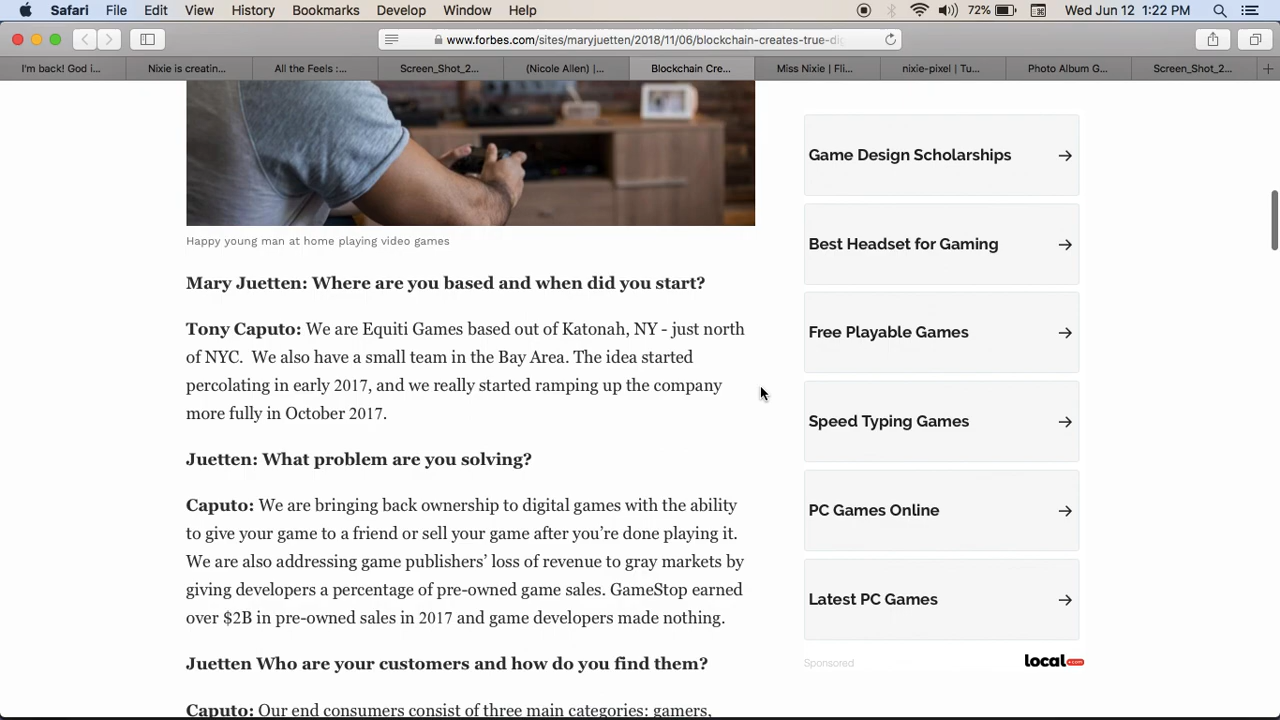 Safari File Edit View History Bookmarks Develop Window Help 72% Wed Jun 12 1:22 PM
www.forbes.com/sites/maryjuetten/2018/11/06/blockchain-creates-true-di
I'm back! God i... Nixie is creatin... All the Feels :... Screen_Shot_2... (Nicole Allen) |... Blockchain Cre... Miss Nixie | Fli... nixie-pixel | Tu... Photo Album G... Screen_Shot_2...
Happy young man at home playing video games
Mary Juetten: Where are you based and when did you start?
Tony Caputo: We are Equiti Games based out of Katonah, NY - just north
of NYC. We also have a small team in the Bay Area. The idea started
percolating in early 2017, and we really started ramping up the company
more fully in October 2017.
Juetten: What problem are you solving?
Caputo: We are bringing back ownership to digital games with the ability
to give your game to a friend or sell your game after you're done playing it.
We are also addressing game publishers' loss of revenue to gray markets by
giving developers a percentage of pre-owned game sales. GameStop earned
over $2B in pre-owned sales in 2017 and game developers made nothing.
Juetten Who are your customers and how do you find them?
Caputo: Our end consumers consist of three main categories: gamers,
Game Design Scholarships
Best Headset for Gaming
Free Playable Games
Speed Typing Games
PC Games Online
Latest PC Games
Sponsored
local.com